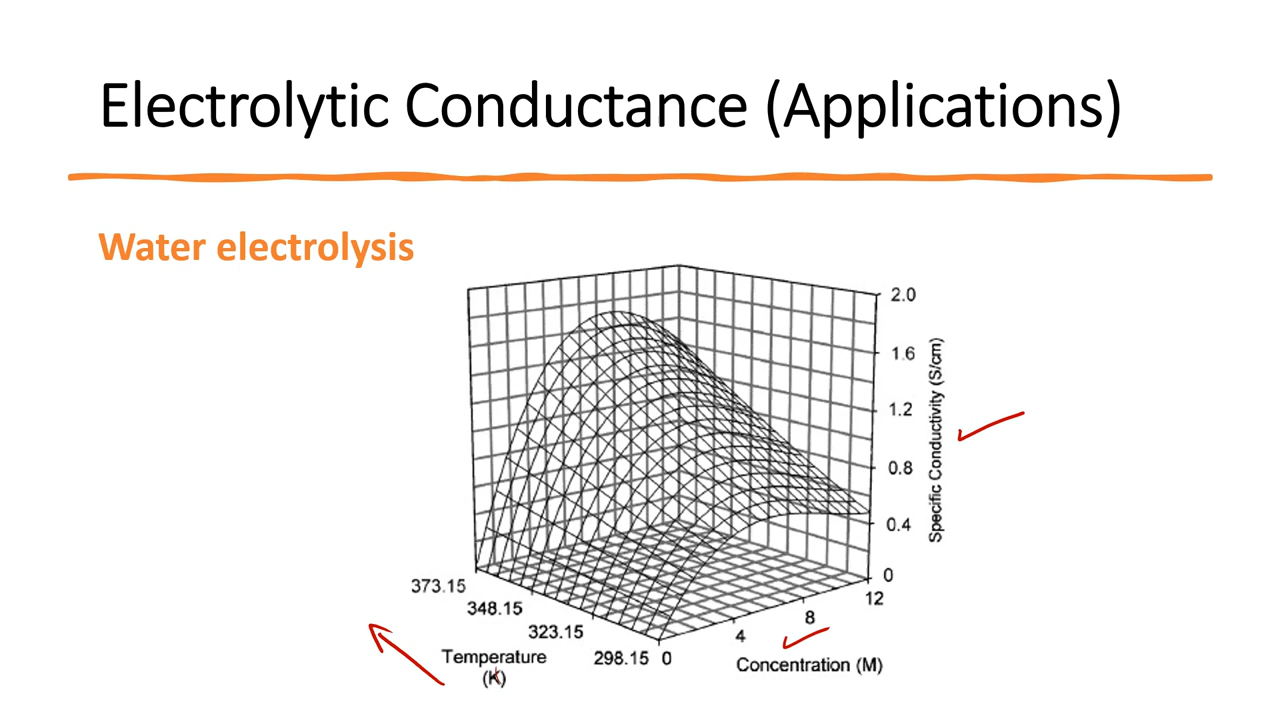 Electrolytic Conductance (Applications)
Water electrolysis
2.0
1.6
1.2
0.8
0.4
0
Specific Conductivity (S/cm)
373.15
348.15
323.15
298.15
0
4
8
12
Temperature
(K)
Concentration (M)